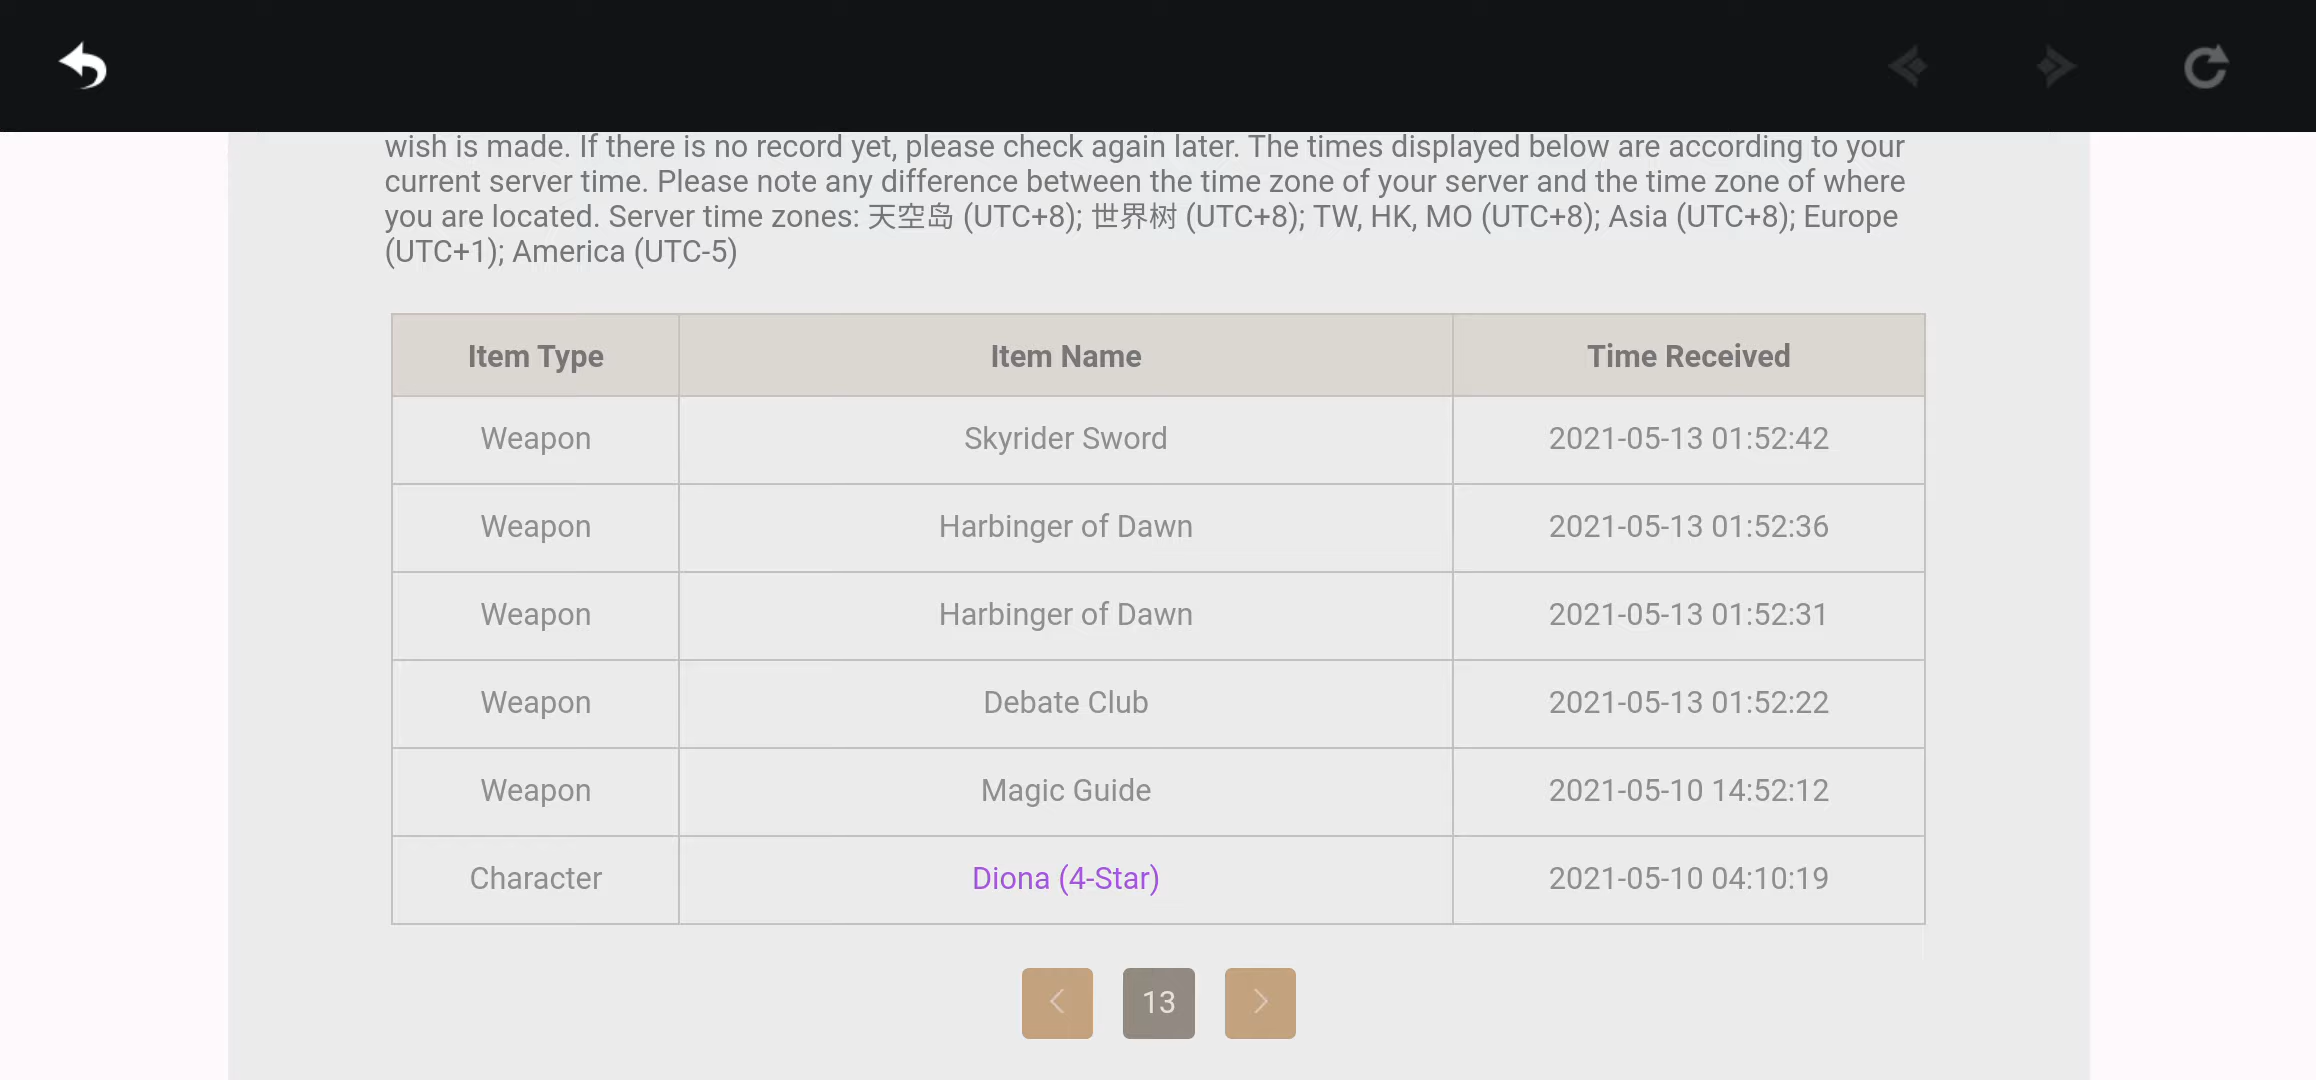 wish is made. If there is no record yet, please check again later. The times displayed below are according to your
current server time. Please note any difference between the time zone of your server and the time zone of where
you are located. Server time zones: 天空岛 (UTC+8); 世界树 (UTC+8); TW, HK, MO (UTC+8); Asia (UTC+8); Europe
(UTC+1); America (UTC-5)
Item Type Item Name Time Received
Weapon Skyrider Sword 2021-05-13 01:52:42
Weapon Harbinger of Dawn 2021-05-13 01:52:36
Weapon Harbinger of Dawn 2021-05-13 01:52:31
Weapon Debate Club 2021-05-13 01:52:22
Weapon Magic Guide 2021-05-10 14:52:12
Character Diona (4-Star) 2021-05-10 04:10:19
13